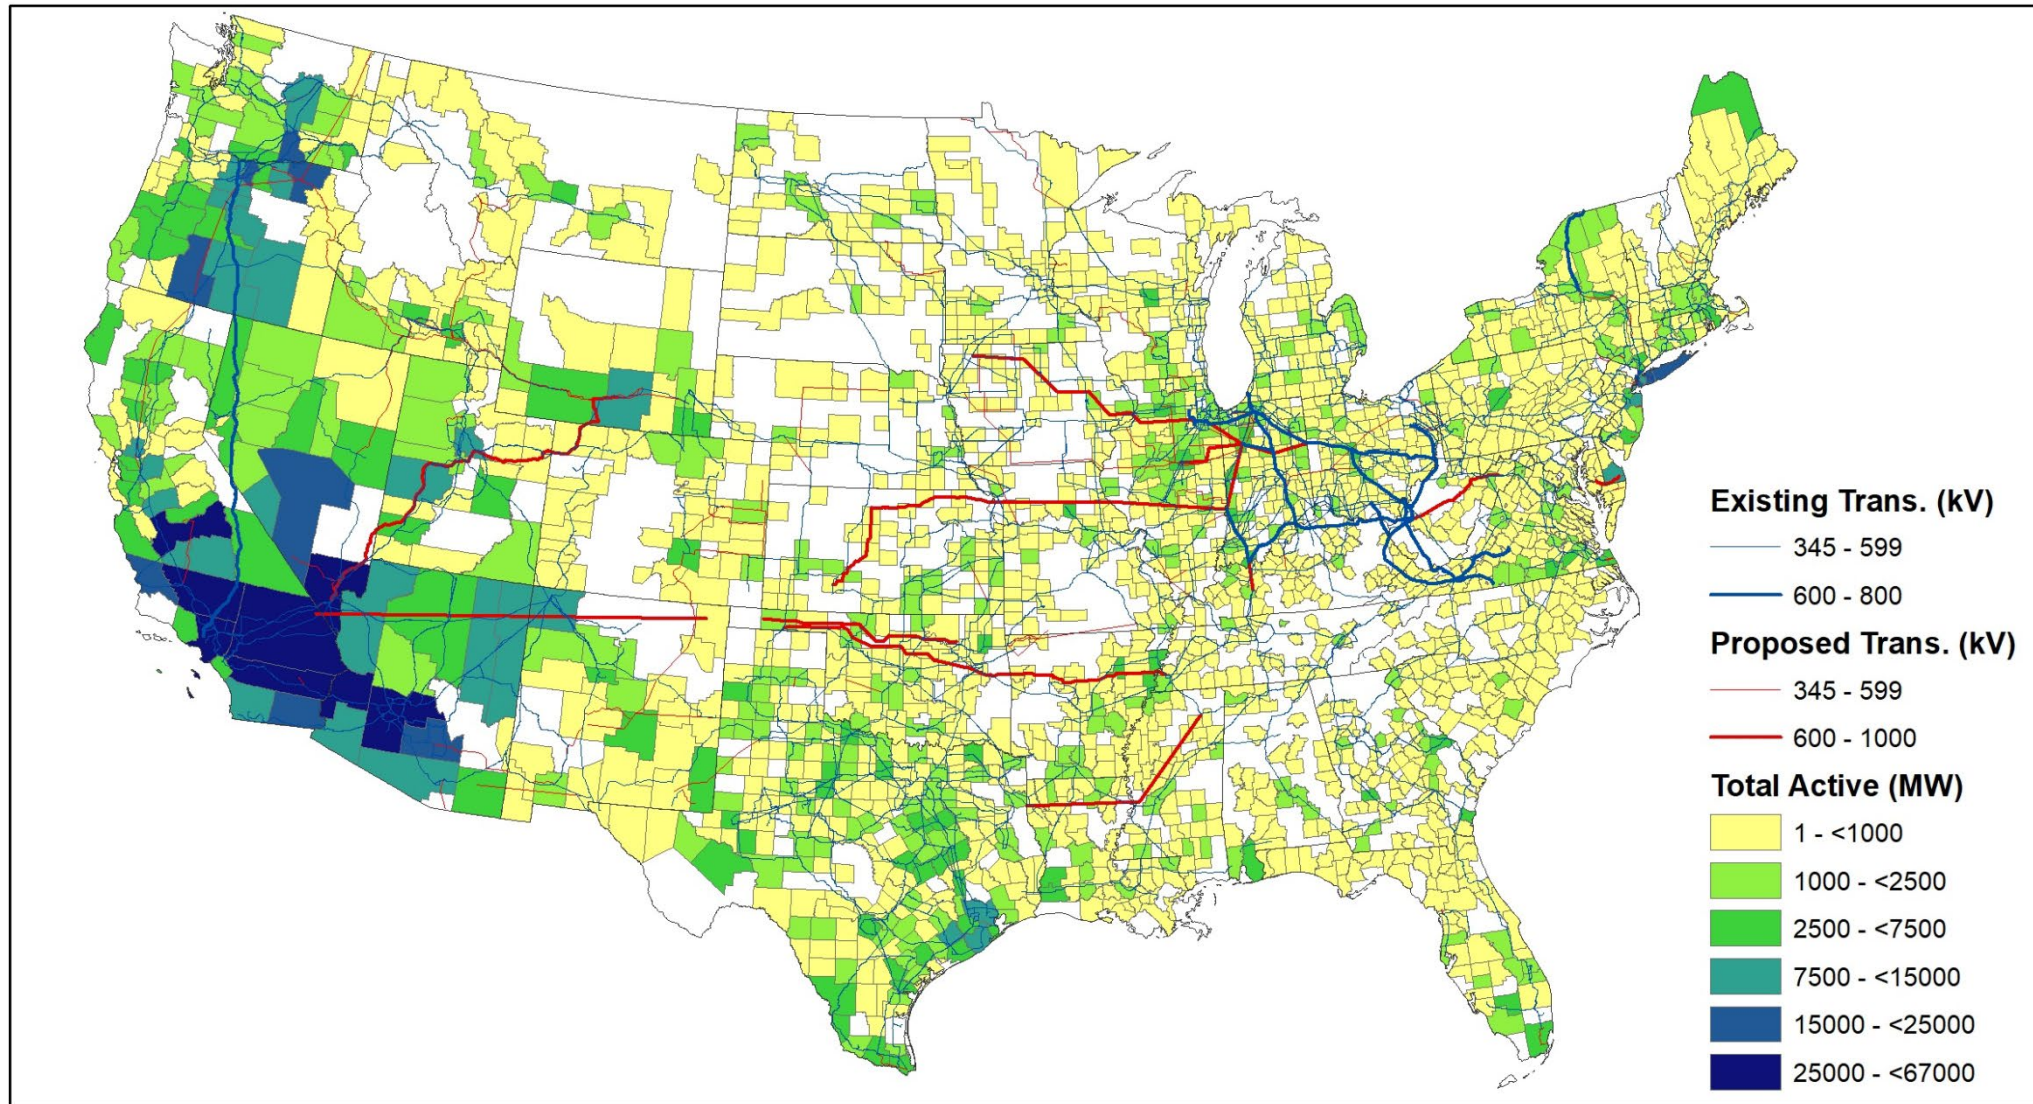 Existing Trans. (kV)
345 - 599
600 - 800
Proposed Trans. (kV)
345 - 599
600 - 1000
Total Active (MW)
1 - <1000
1000 - <2500
2500 - <7500
7500 - <15000
15000 - <25000
25000 - <67000